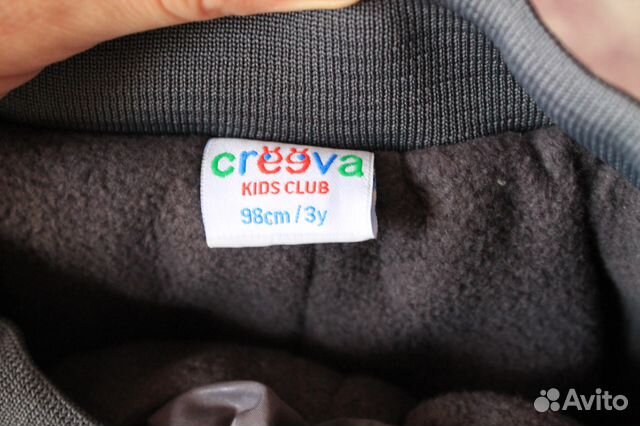 creeva
KIDS CLUB
98cm/3y
Avito